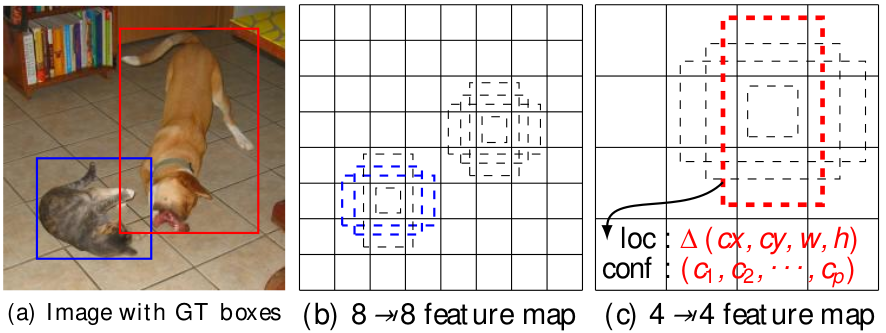 loc : Δ (cx, cy, w, h)
conf : (c₁, c₂, ···, cₚ)
(a) Image with GT boxes
(b) 8 ⇥ 8 feature map
(c) 4 ⇥ 4 feature map